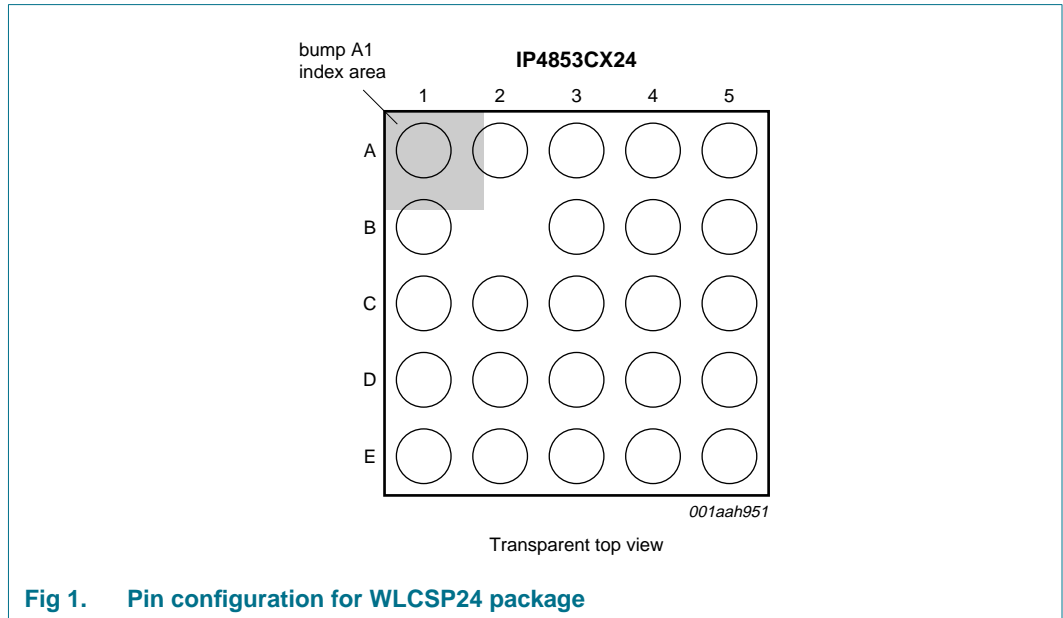 bump A1
index area
IP4853CX24
1 2 3 4 5
A
B
C
D
E
001aah951
Transparent top view
Fig 1. Pin configuration for WLCSP24 package